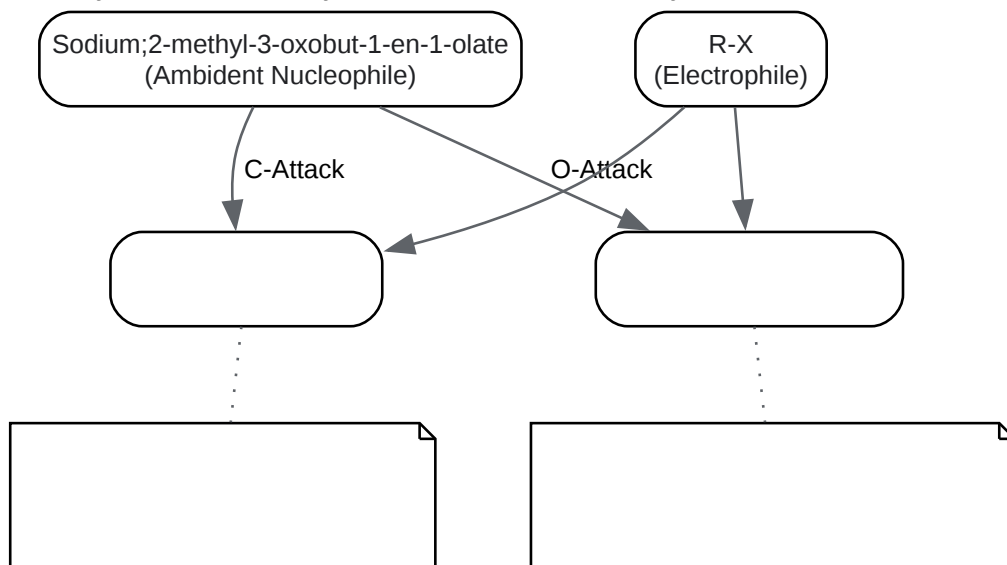 Sodium;2-methyl-3-oxobut-1-en-1-olate
(Ambident Nucleophile)
R-X
(Electrophile)
C-Attack
O-Attack